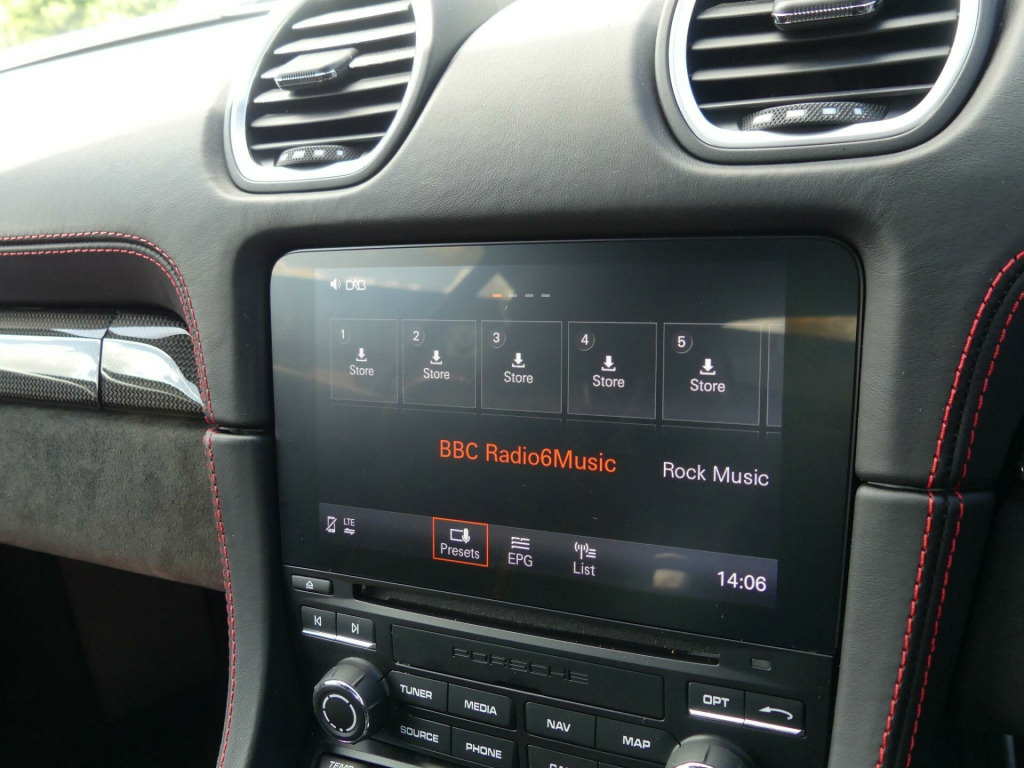 DAB
1 2 3 4 5
Store Store Store Store Store
BBC Radio6Music
Rock Music
LTE
Presets EPG List
14:06
PORSCHE
TUNER MEDIA NAV MAP OPT
SOURCE PHONE